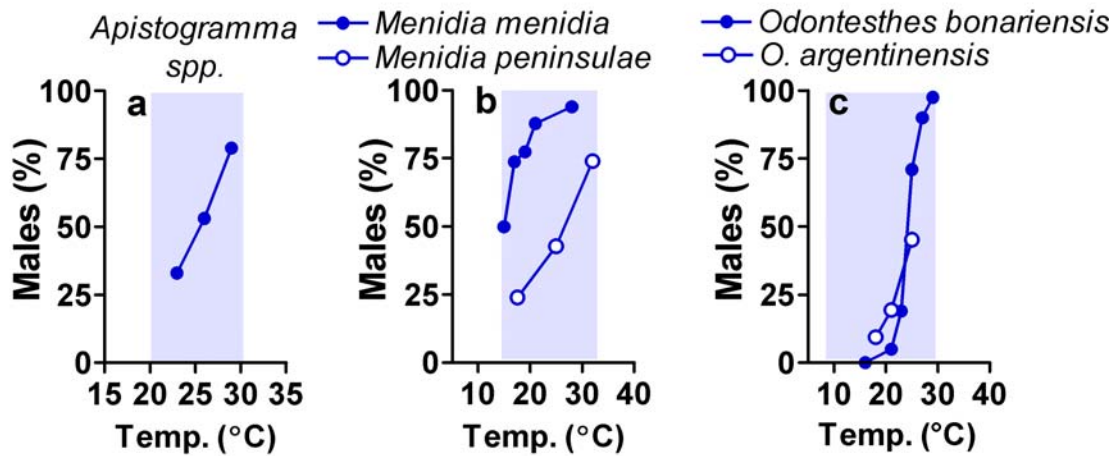 Apistogramma
spp.
a
100
75
50
25
0
Males (%)
15 20 25 30 35
Temp. (°C)
Menidia menidia
Menidia peninsulae
b
100
75
50
25
0
Males (%)
10 20 30 40
Temp. (°C)
Odontesthes bonariensis
O. argentinensis
c
100
75
50
25
0
Males (%)
10 20 30 40
Temp. (°C)